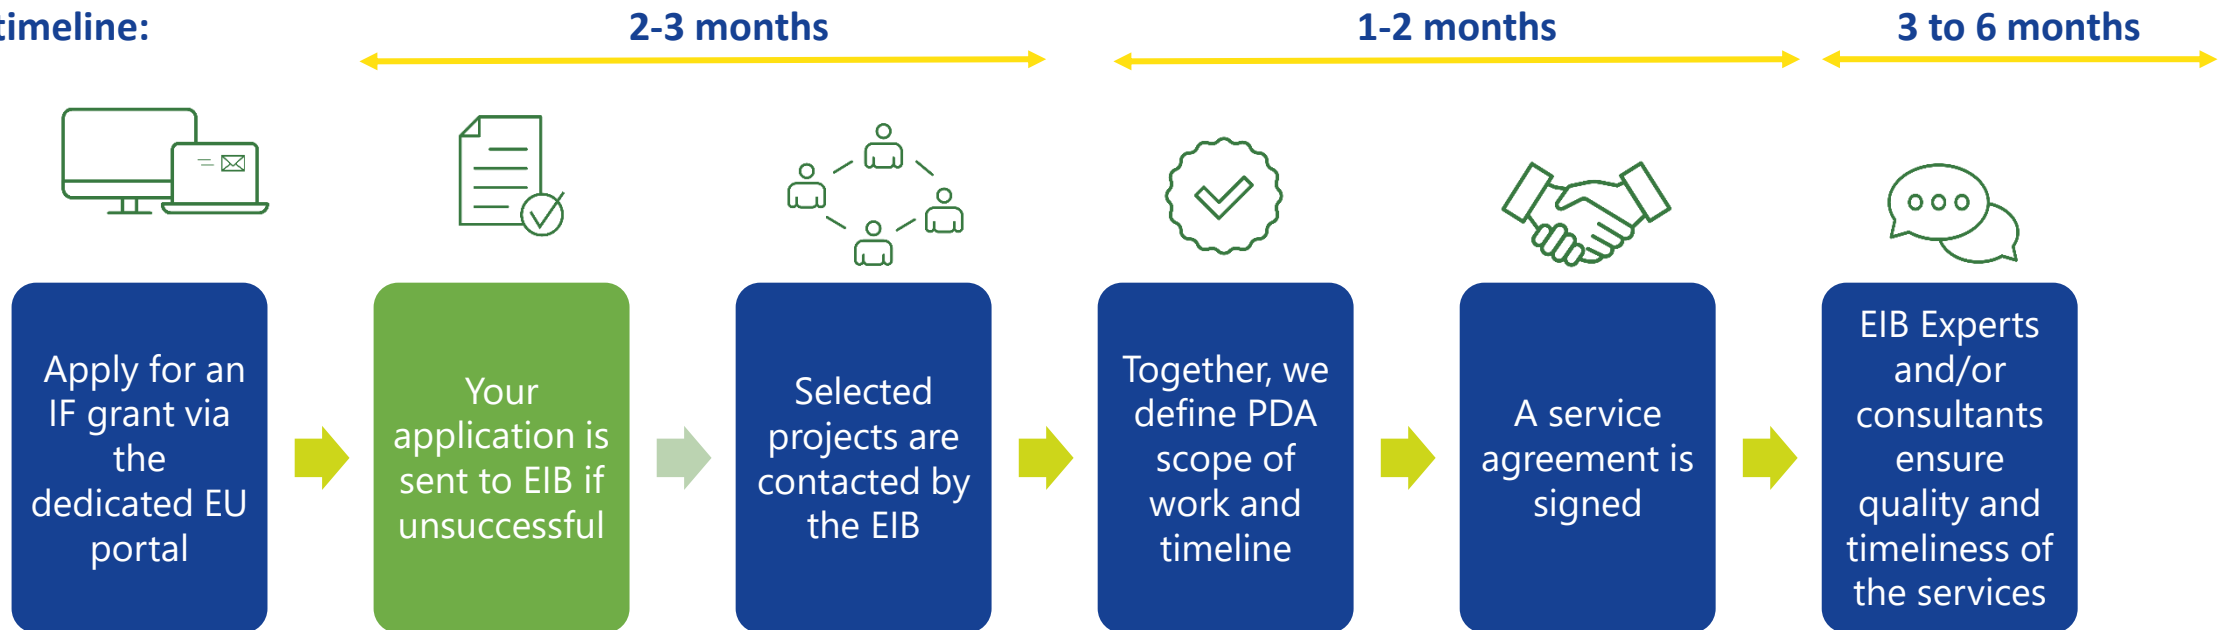 timeline:
2-3 months
1-2 months
3 to 6 months
Apply for an
IF grant via
the
dedicated EU
portal
Your
application is
sent to EIB if
unsuccessful
Selected
projects are
contacted by
the EIB
Together, we
define PDA
scope of
work and
timeline
A service
agreement is
signed
EIB Experts
and/or
consultants
ensure
quality and
timeliness of
the services